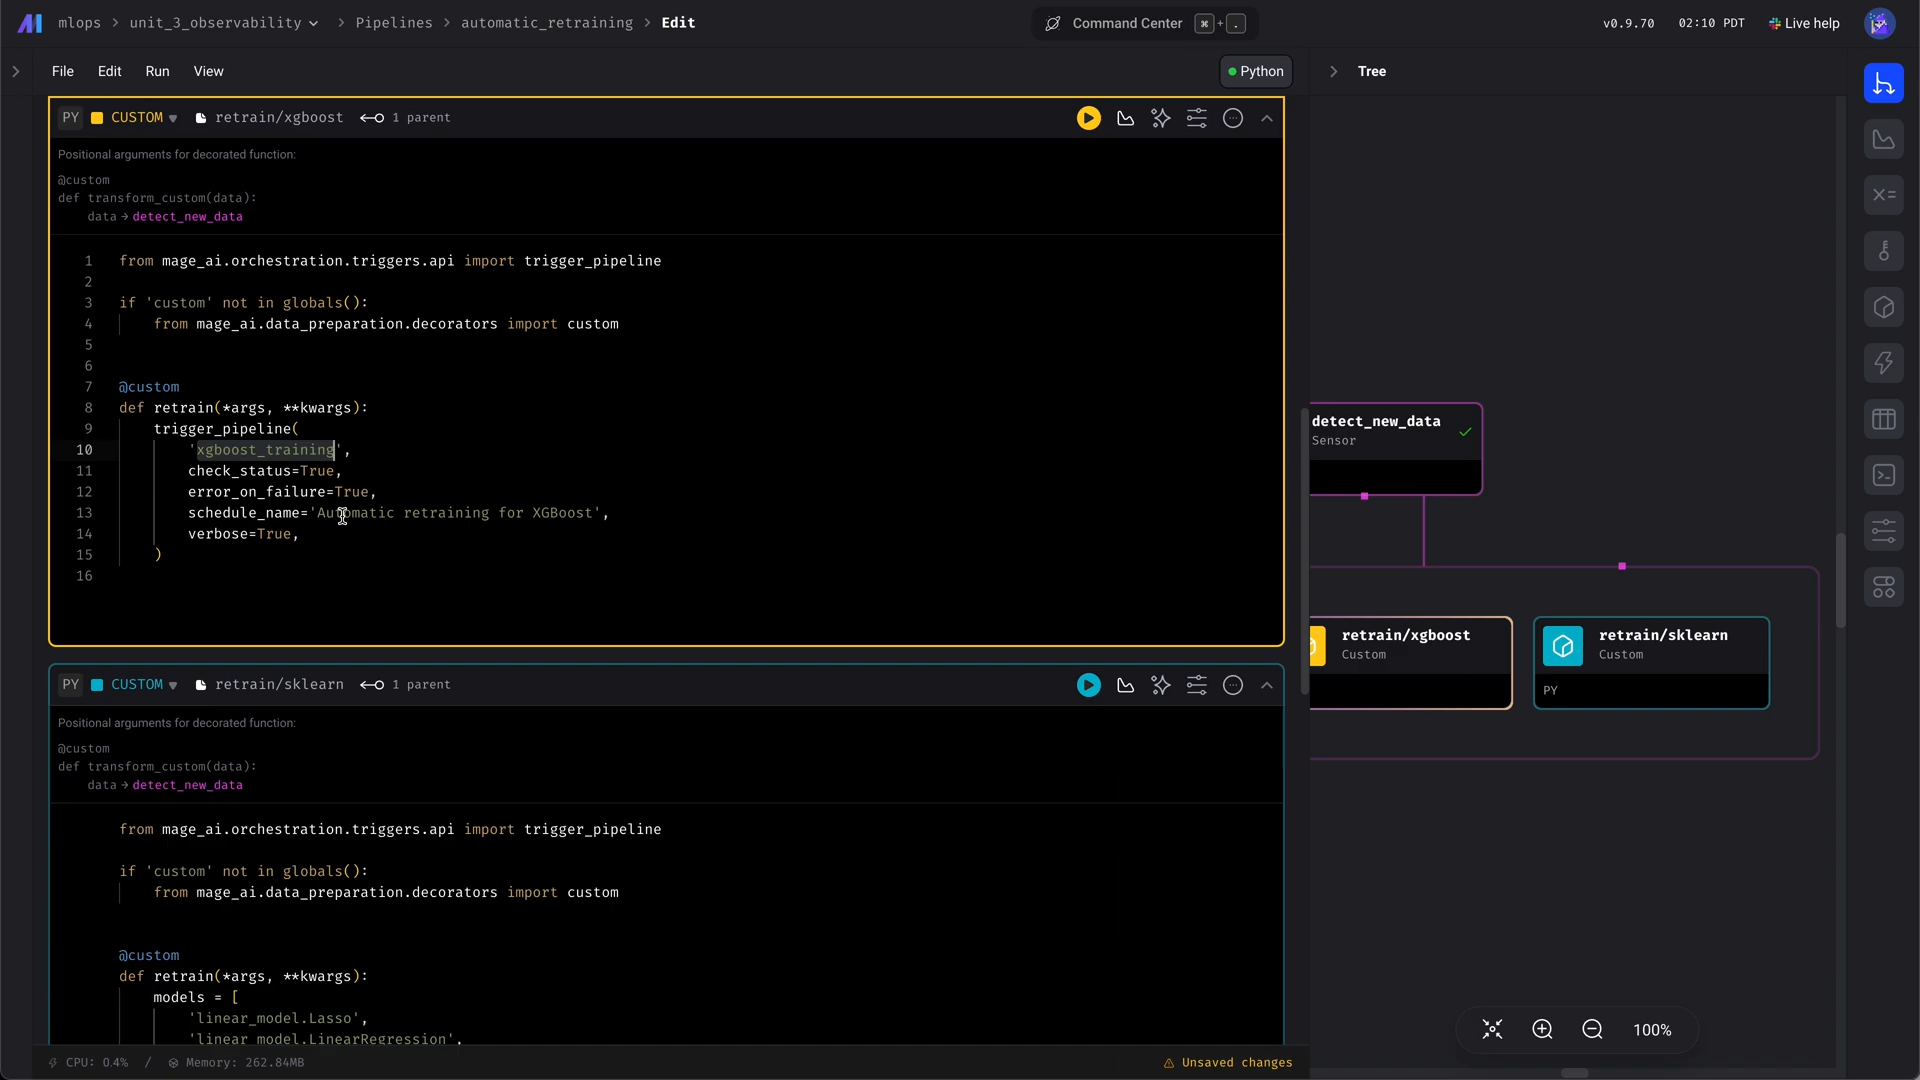 mlops > unit_3_observability > Pipelines > automatic_retraining > Edit
Command Center ⌘ + .
v0.9.70 02:10 PDT Live help
File Edit Run View
Python
Tree
PY CUSTOM retrain/xgboost 1 parent
Positional arguments for decorated function:
@custom
def transform_custom(data):
data → detect_new_data
1 from mage_ai.orchestration.triggers.api import trigger_pipeline
2
3 if 'custom' not in globals():
4 from mage_ai.data_preparation.decorators import custom
5
6
7 @custom
8 def retrain(*args, **kwargs):
9 trigger_pipeline(
10 'xgboost_training',
11 check_status=True,
12 error_on_failure=True,
13 schedule_name='Automatic retraining for XGBoost',
14 verbose=True,
15 )
16
PY CUSTOM retrain/sklearn 1 parent
Positional arguments for decorated function:
@custom
def transform_custom(data):
data → detect_new_data
from mage_ai.orchestration.triggers.api import trigger_pipeline
if 'custom' not in globals():
from mage_ai.data_preparation.decorators import custom
@custom
def retrain(*args, **kwargs):
models = [
'linear_model.Lasso',
'linear_model.LinearRegression',
CPU: 0.4% / Memory: 262.84MB
Unsaved changes
detect_new_data
Sensor
retrain/xgboost
Custom
retrain/sklearn
Custom
PY
100%